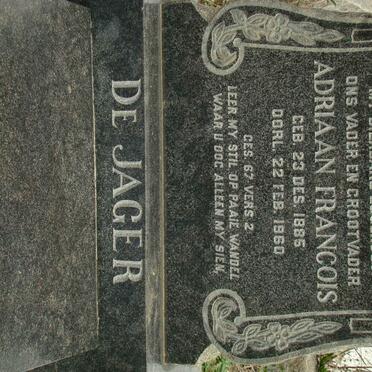 ONS VADER EN GROOTVADER
ADRIAAN FRANCOIS
GEB. 23 DES. 1885
OORL. 22 FEB. 1960
GES. 67 VERS 2
LEER MY STIL OP PAAIE WANDEL
WAAR U OOG ALLEEN MY SIEN.
DE JAGER